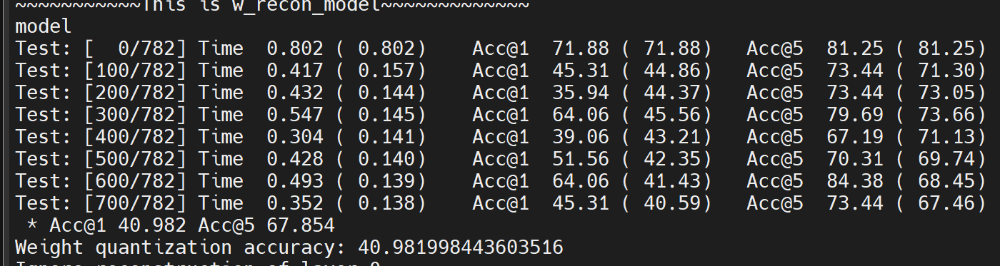 ~~~~~~~~~~~This is w_recon_model~~~~~~~~~~~~~
model
Test: [  0/782] Time  0.802 ( 0.802)    Acc@1  71.88 ( 71.88)   Acc@5  81.25 ( 81.25)
Test: [100/782] Time  0.417 ( 0.157)    Acc@1  45.31 ( 44.86)   Acc@5  73.44 ( 71.30)
Test: [200/782] Time  0.432 ( 0.144)    Acc@1  35.94 ( 44.37)   Acc@5  73.44 ( 73.05)
Test: [300/782] Time  0.547 ( 0.145)    Acc@1  64.06 ( 45.56)   Acc@5  79.69 ( 73.66)
Test: [400/782] Time  0.304 ( 0.141)    Acc@1  39.06 ( 43.21)   Acc@5  67.19 ( 71.13)
Test: [500/782] Time  0.428 ( 0.140)    Acc@1  51.56 ( 42.35)   Acc@5  70.31 ( 69.74)
Test: [600/782] Time  0.493 ( 0.139)    Acc@1  64.06 ( 41.43)   Acc@5  84.38 ( 68.45)
Test: [700/782] Time  0.352 ( 0.138)    Acc@1  45.31 ( 40.59)   Acc@5  73.44 ( 67.46)
 * Acc@1 40.982 Acc@5 67.854
Weight quantization accuracy: 40.981998443603516
Ignore reconstruction of layer 0